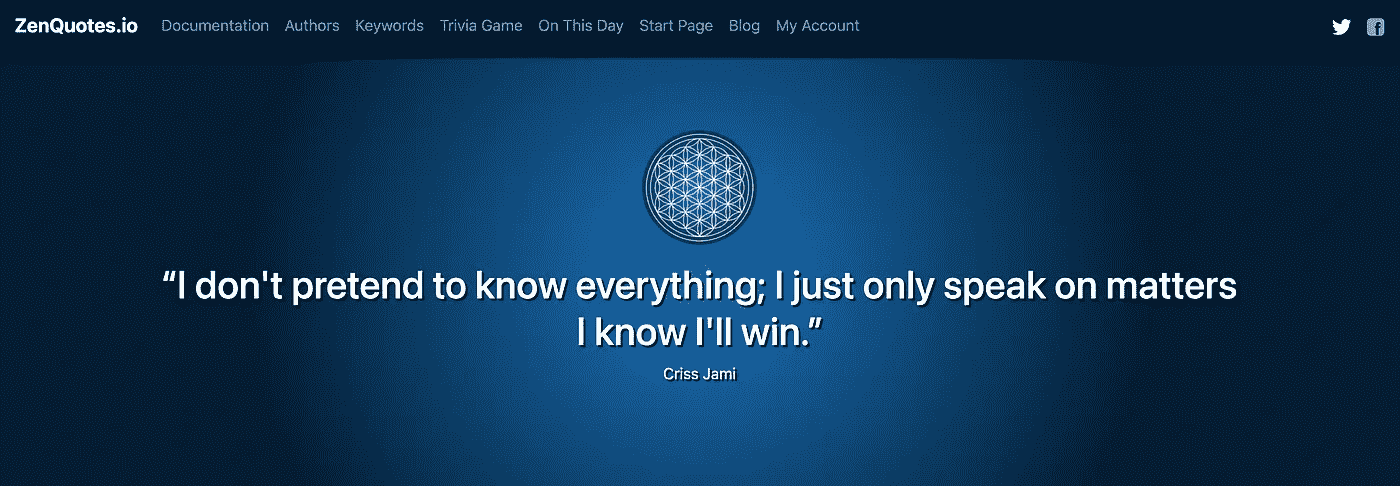 ZenQuotes.io Documentation Authors Keywords Trivia Game On This Day Start Page Blog My Account
“I don't pretend to know everything; I just only speak on matters
I know I'll win.”
Criss Jami